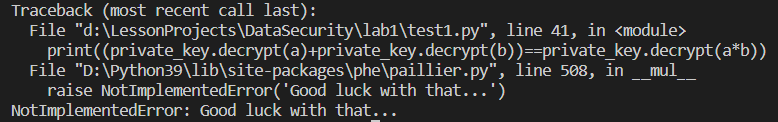 Traceback (most recent call last):
  File "d:\LessonProjects\DataSecurity\lab1\test1.py", line 41, in <module>
    print((private_key.decrypt(a)+private_key.decrypt(b))==private_key.decrypt(a*b))
  File "D:\Python39\lib\site-packages\phe\paillier.py", line 508, in __mul__
    raise NotImplementedError('Good luck with that...')
NotImplementedError: Good luck with that...